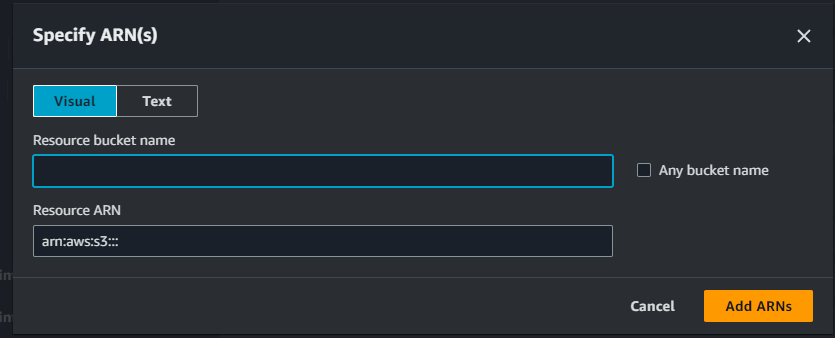 Specify ARN(s)
Visual
Text
Resource bucket name
Any bucket name
Resource ARN
arn:aws:s3:::
Cancel
Add ARNs